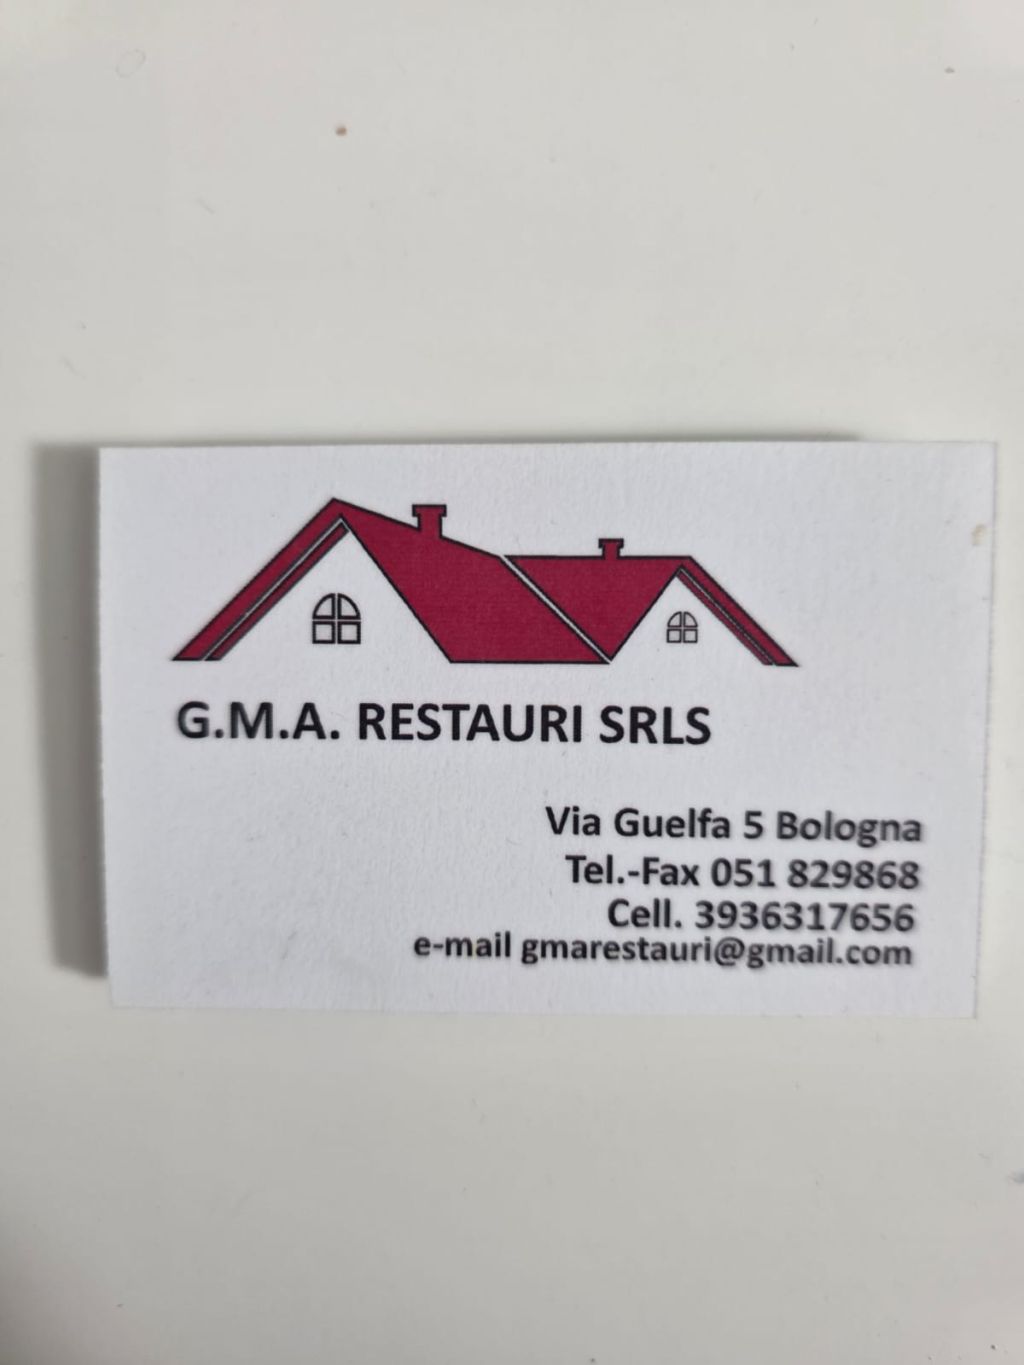 G.M.A. RESTAURI SRLS
Via Guelfa 5 Bologna
Tel.-Fax 051 829868
Cell. 3936317656
e-mail gmarestauri@gmail.com